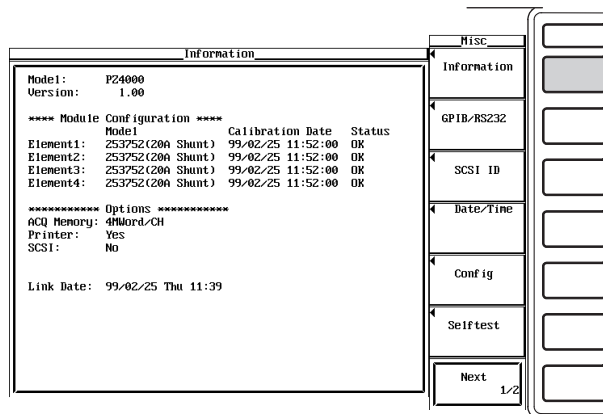 Information
Model: PZ4000
Version: 1.00
**** Module Configuration ****
Model Calibration Date Status
Element1: 253752(20A Shunt) 99/02/25 11:52:00 OK
Element2: 253752(20A Shunt) 99/02/25 11:52:00 OK
Element3: 253752(20A Shunt) 99/02/25 11:52:00 OK
Element4: 253752(20A Shunt) 99/02/25 11:52:00 OK
*********** Options ***********
ACQ Memory: 4MWord/CH
Printer: Yes
SCSI: No
Link Date: 99/02/25 Thu 11:39
Misc
Information
GPIB/RS232
SCSI ID
Date/Time
Config
Selftest
Next
1/2